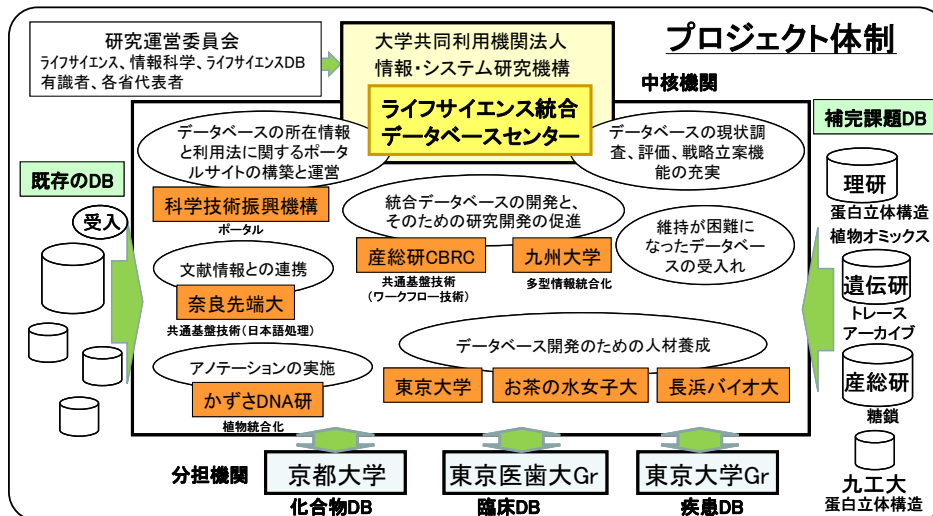 プロジェクト体制
研究運営委員会
ライフサイエンス、情報科学、ライフサイエンスDB
有識者、各省代表者
大学共同利用機関法人
情報・システム研究機構
ライフサイエンス統合
データベースセンター
中核機関
データベースの所在情報
と利用法に関するポータ
ルサイトの構築と運営
科学技術振興機構
ポータル
データベースの現状調
査、評価、戦略立案機
能の充実
統合データベースの開発と、
そのための研究開発の促進
産総研CBRC
共通基盤技術
(ワークフロー技術)
九州大学
多型情報統合化
維持が困難に
なったデータベー
スの受入れ
文献情報との連携
奈良先端大
共通基盤技術(日本語処理)
アノテーションの実施
かずさDNA研
植物統合化
データベース開発のための人材養成
東京大学
お茶の水女子大
長浜バイオ大
既存のDB
受入
補完課題DB
理研
蛋白立体構造
植物オミックス
遺伝研
トレース
アーカイブ
産総研
糖鎖
九工大
蛋白立体構造
分担機関
京都大学
化合物DB
東京医歯大Gr
臨床DB
東京大学Gr
疾患DB